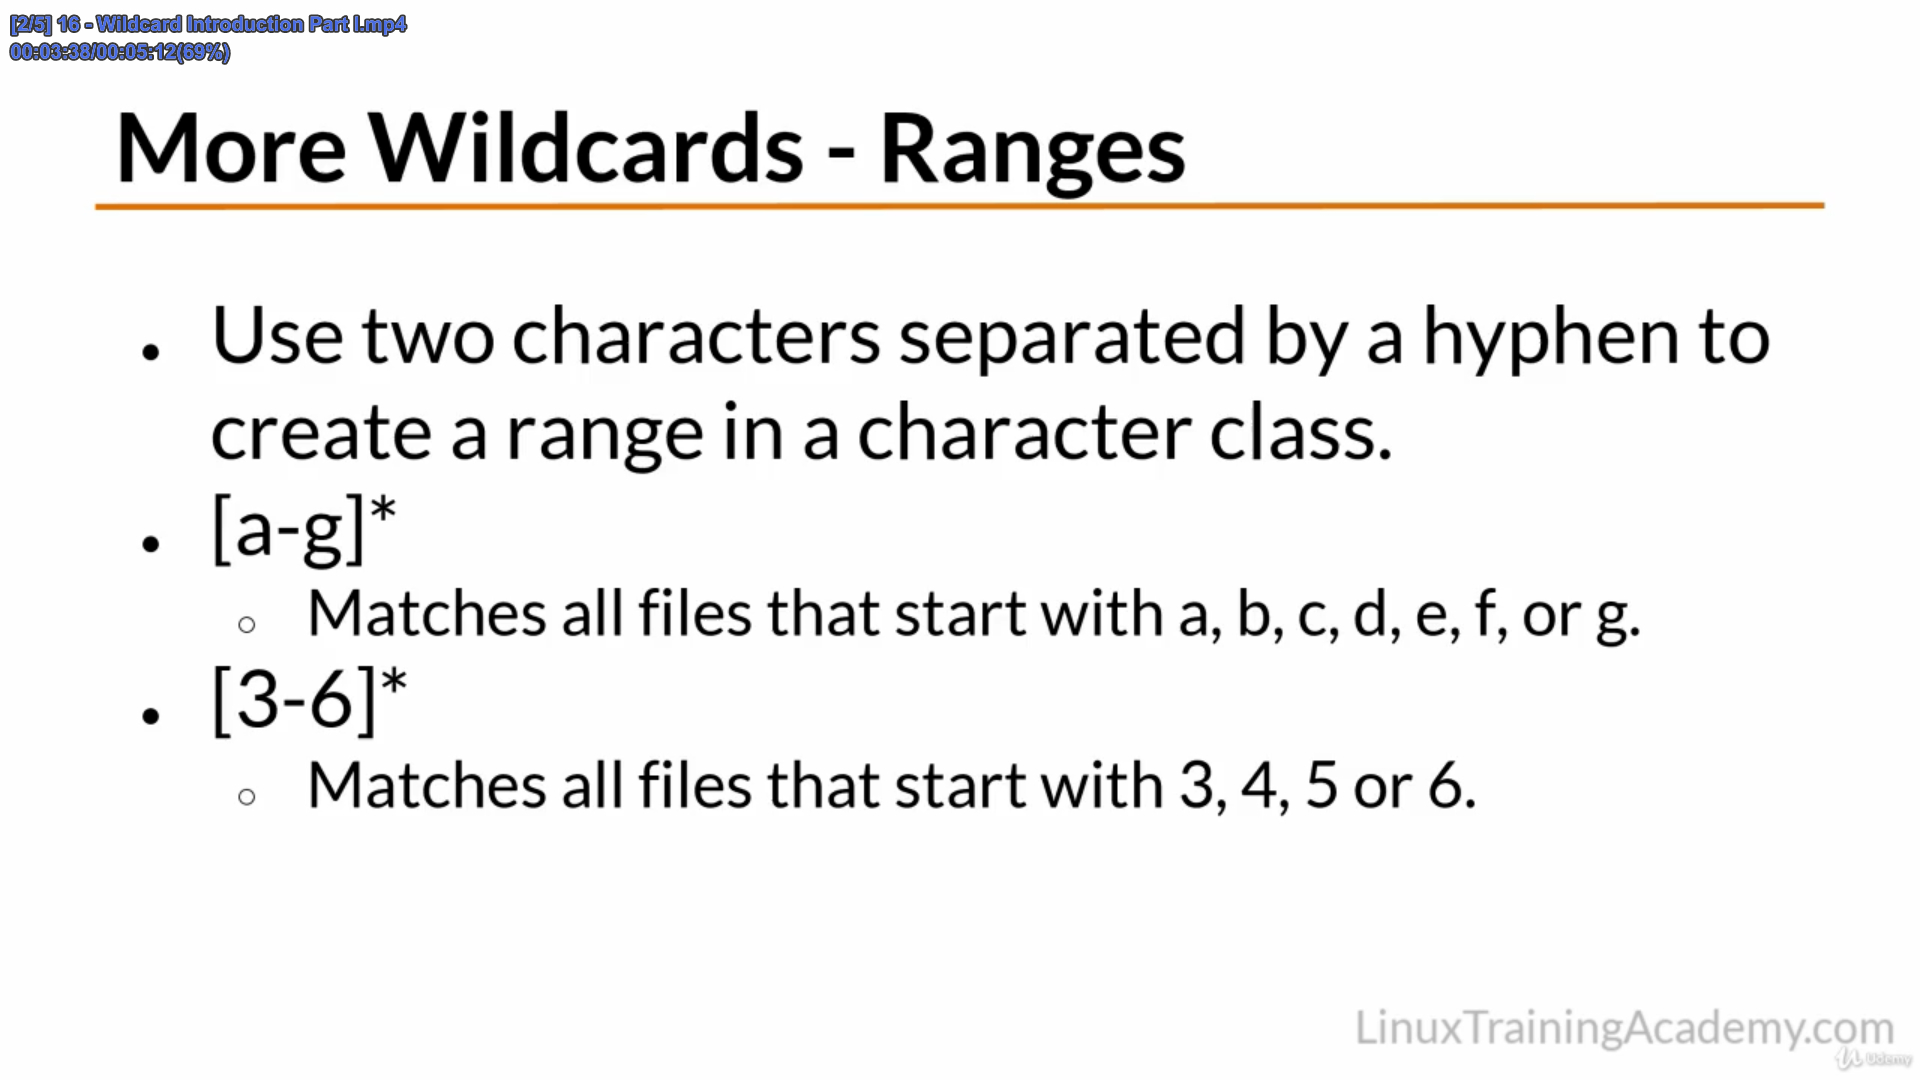 [2/5] 16 - Wildcard Introduction Part I.mp4
00:03:38/00:05:12(69%)
More Wildcards - Ranges
• Use two characters separated by a hyphen to
create a range in a character class.
• [a-g]*
○ Matches all files that start with a, b, c, d, e, f, or g.
• [3-6]*
○ Matches all files that start with 3, 4, 5 or 6.
LinuxTrainingAcademy.com
Udemy